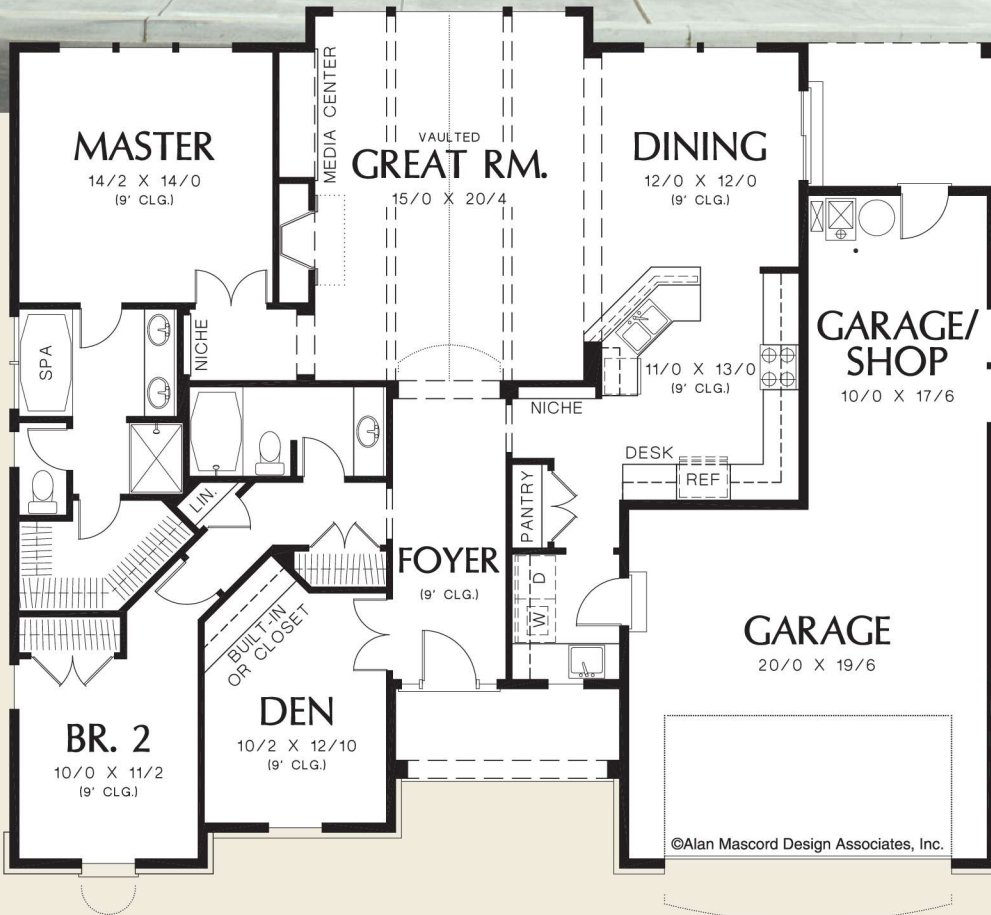 MASTER
14/2 X 14/0
(9' CLG.)
MEDIA CENTER
VAULTED
GREAT RM.
15/0 X 20/4
DINING
12/0 X 12/0
(9' CLG.)
SPA
NICHE
11/0 X 13/0
(9' CLG.)
GARAGE/
SHOP
10/0 X 17/6
NICHE
DESK
REF
PANTRY
LIN.
FOYER
(9' CLG.)
D
W
BUILT-IN
OR CLOSET
GARAGE
20/0 X 19/6
BR. 2
10/0 X 11/2
(9' CLG.)
DEN
10/2 X 12/10
(9' CLG.)
©Alan Mascord Design Associates, Inc.